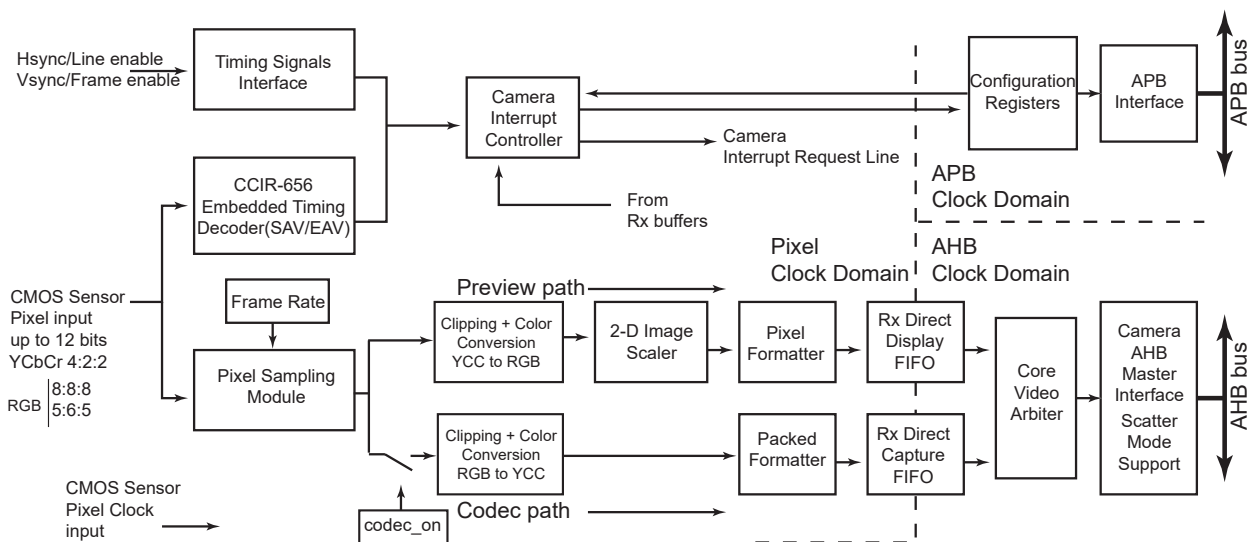 Hsync/Line enable
Vsync/Frame enable
Timing Signals
Interface
Camera
Interrupt
Controller
Configuration
Registers
APB
Interface
APB bus
Camera
Interrupt Request Line
APB
Clock Domain
CCIR-656
Embedded Timing
Decoder(SAV/EAV)
From
Rx buffers
Pixel
Clock Domain
AHB
Clock Domain
CMOS Sensor
Pixel input
up to 12 bits
YCbCr 4:2:2
RGB
8:8:8
5:6:5
Frame Rate
Pixel Sampling
Module
Preview path
Clipping + Color
Conversion
YCC to RGB
2-D Image
Scaler
Pixel
Formatter
Rx Direct
Display
FIFO
Core
Video
Arbiter
Camera
AHB
Master
Interface
Scatter
Mode
Support
AHB bus
Clipping + Color
Conversion
RGB to YCC
Packed
Formatter
Rx Direct
Capture
FIFO
Codec path
codec_on
CMOS Sensor
Pixel Clock
input